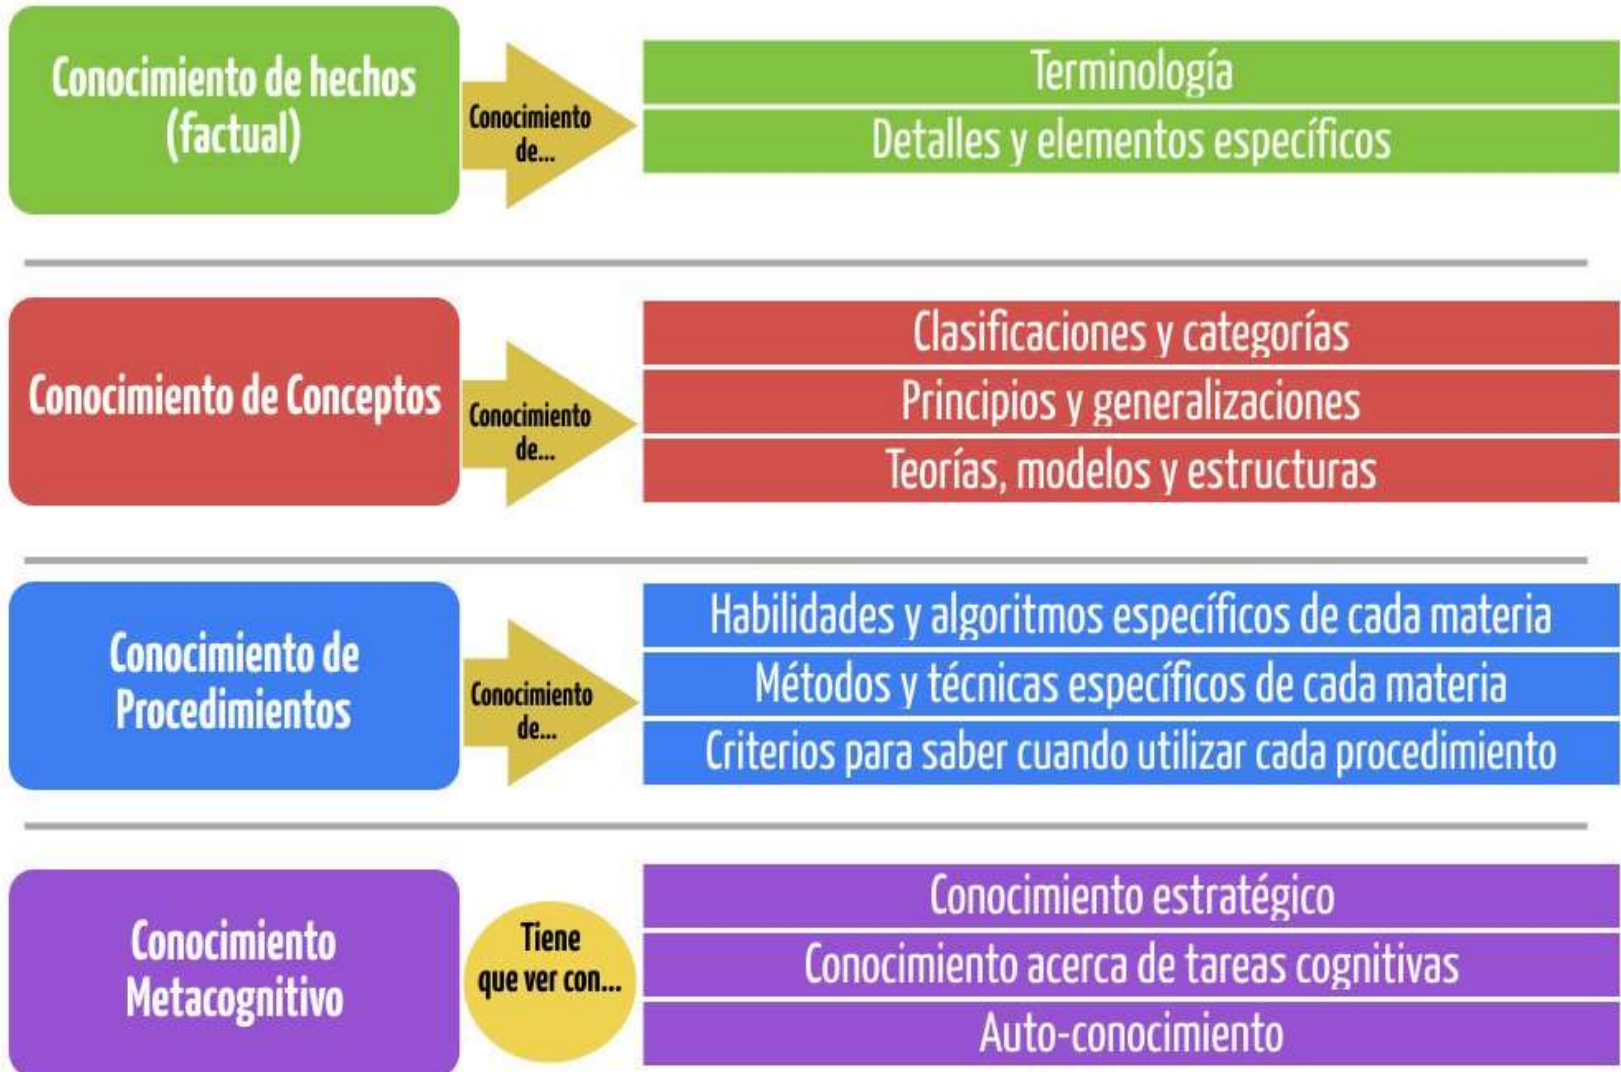 Conocimiento de hechos
(factual)
Conocimiento
de...
Terminología
Detalles y elementos específicos
Conocimiento de Conceptos
Conocimiento
de...
Clasificaciones y categorías
Principios y generalizaciones
Teorías, modelos y estructuras
Conocimiento de
Procedimientos
Conocimiento
de...
Habilidades y algoritmos específicos de cada materia
Métodos y técnicas específicos de cada materia
Criterios para saber cuando utilizar cada procedimiento
Conocimiento
Metacognitivo
Tiene
que ver con...
Conocimiento estratégico
Conocimiento acerca de tareas cognitivas
Auto-conocimiento